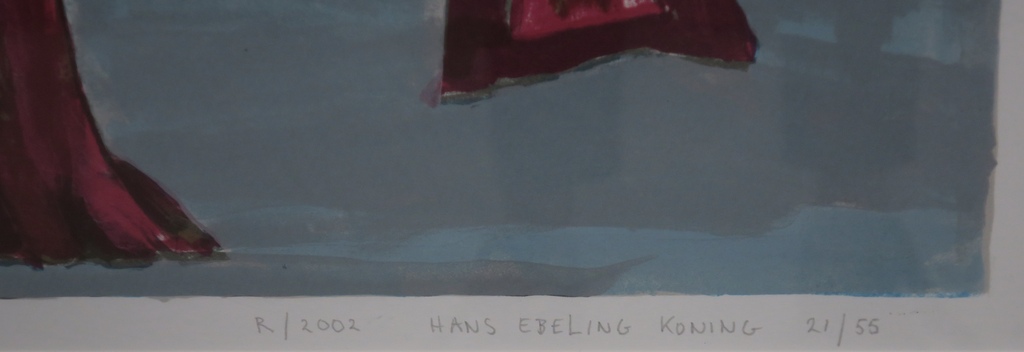 R/2002 HANS EBELING KONING 21/55